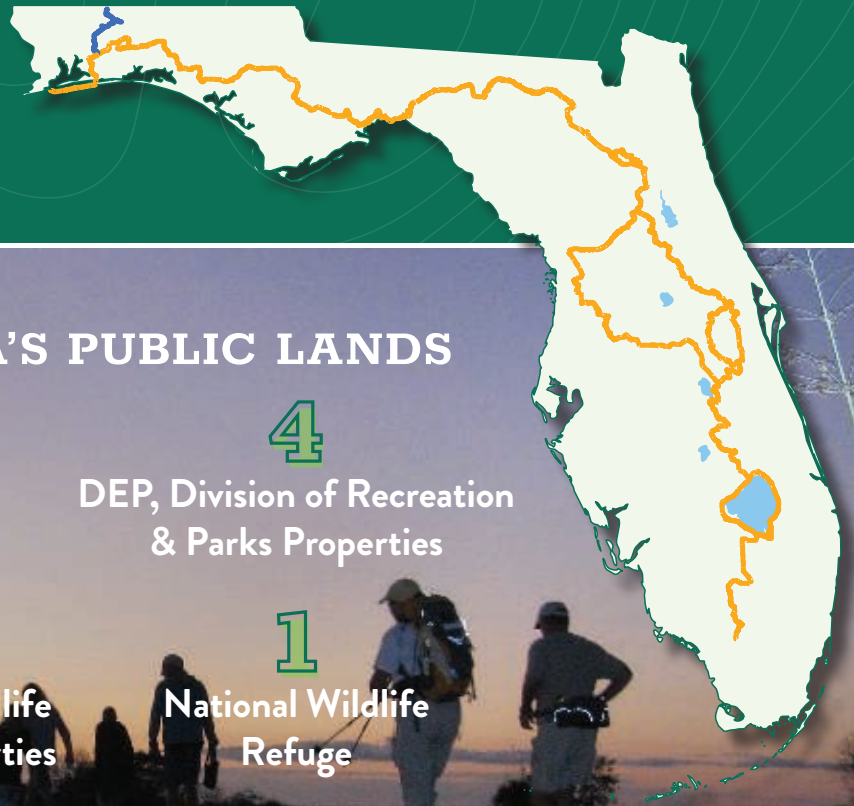 A'S PUBLIC LANDS
4
DEP, Division of Recreation
& Parks Properties
1
National Wildlife
Refuge
life
ties